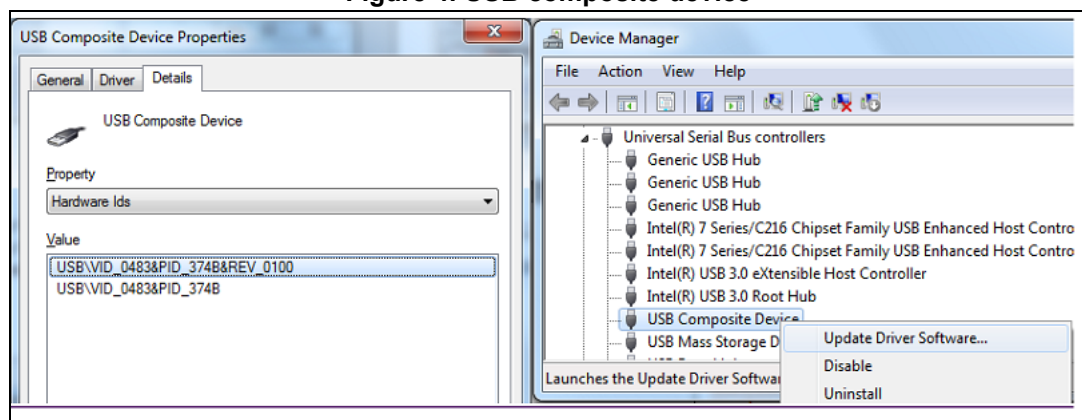 USB Composite Device Properties
General Driver Details
USB Composite Device
Property
Hardware Ids
Value
USB\VID_0483&PID_374B&REV_0100
USB\VID_0483&PID_374B
Device Manager
File Action View Help
Universal Serial Bus controllers
Generic USB Hub
Generic USB Hub
Generic USB Hub
Intel(R) 7 Series/C216 Chipset Family USB Enhanced Host Contro
Intel(R) 7 Series/C216 Chipset Family USB Enhanced Host Contro
Intel(R) USB 3.0 eXtensible Host Controller
Intel(R) USB 3.0 Root Hub
USB Composite Device
USB Mass Storage D
Launches the Update Driver Softwar
Update Driver Software...
Disable
Uninstall